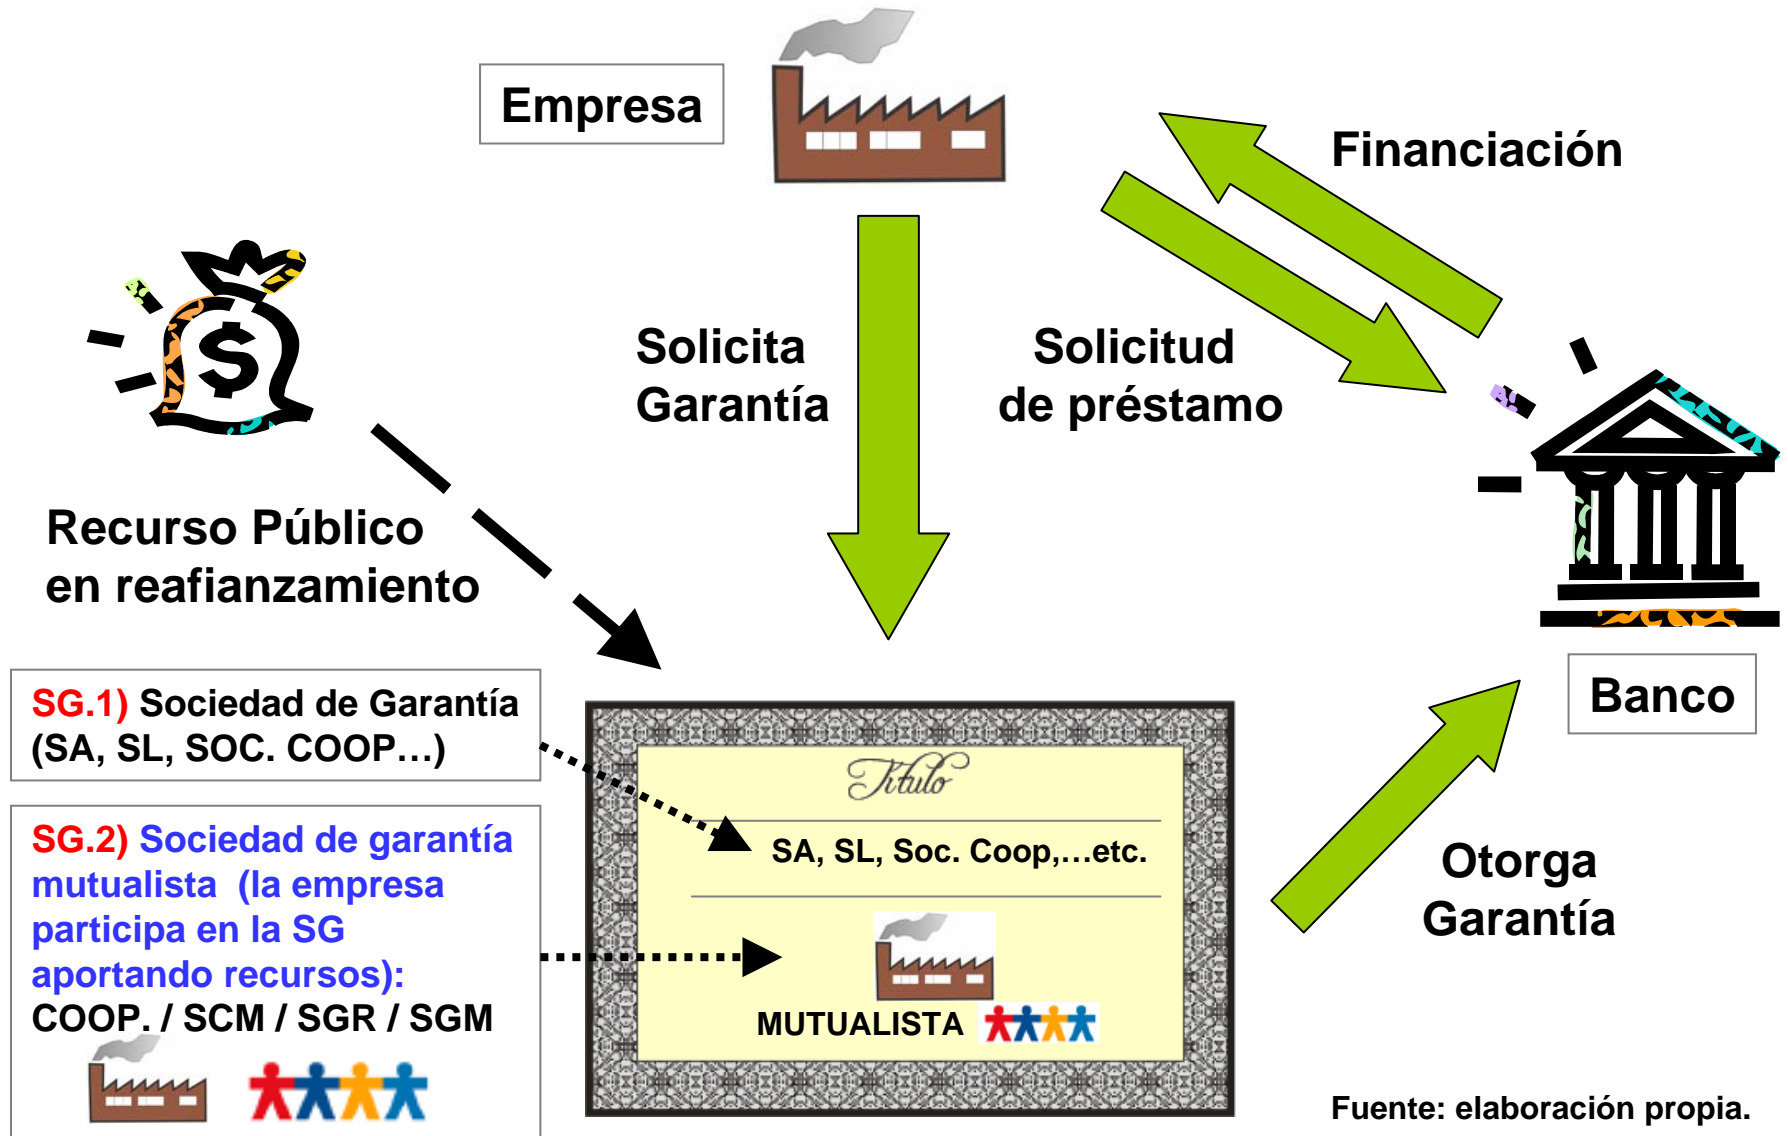 Empresa
Financiación
Solicita
Garantía
Solicitud
de préstamo
Recurso Público
en reafianzamiento
SG.1) Sociedad de Garantía
(SA, SL, SOC. COOP…)
SG.2) Sociedad de garantía
mutualista (la empresa
participa en la SG
aportando recursos):
COOP. / SCM / SGR / SGM
$
Título
SA, SL, Soc. Coop,…etc.
MUTUALISTA
Banco
Otorga
Garantía
Fuente: elaboración propia.